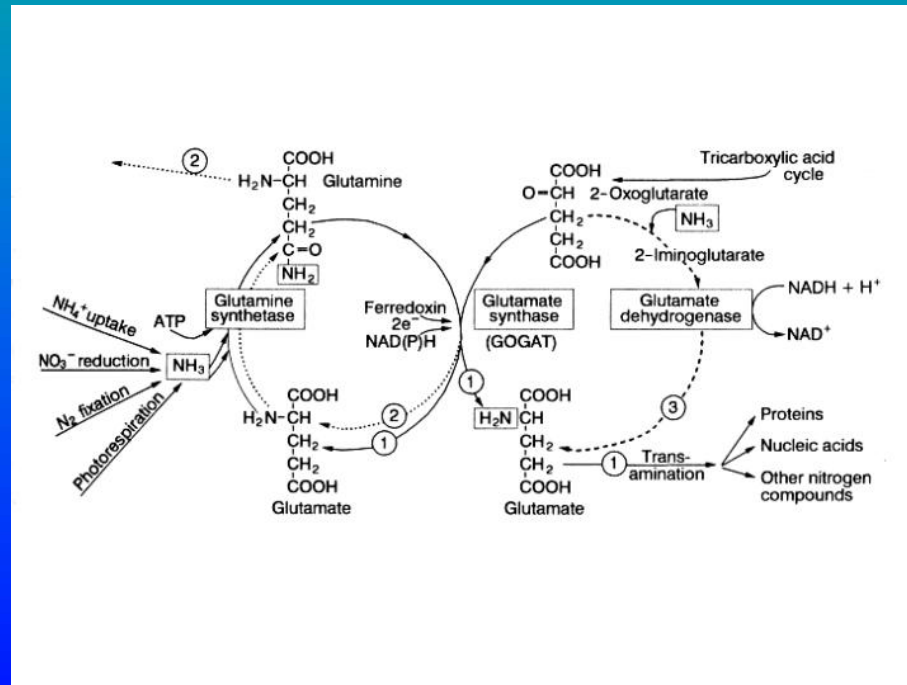 2
COOH
H₂N–CH
CH₂
CH₂
C=O
NH₂
Glutamine
COOH
O=CH
CH₂
CH₂
COOH
2-Oxoglutarate
Tricarboxylic acid
cycle
NH₃
2-Iminoglutarate
NH₄⁺ uptake
NO₃⁻ reduction
N₂ fixation
Photorespiration
NH₃
ATP
Glutamine
synthetase
Ferredoxin
2e⁻
NAD(P)H
Glutamate
synthase
(GOGAT)
Glutamate
dehydrogenase
NADH + H⁺
NAD⁺
2
1
1
3
COOH
H₂N–CH
CH₂
CH₂
COOH
Glutamate
COOH
H₂N CH
CH₂
CH₂
COOH
Glutamate
1
Trans-
amination
Proteins
Nucleic acids
Other nitrogen
compounds